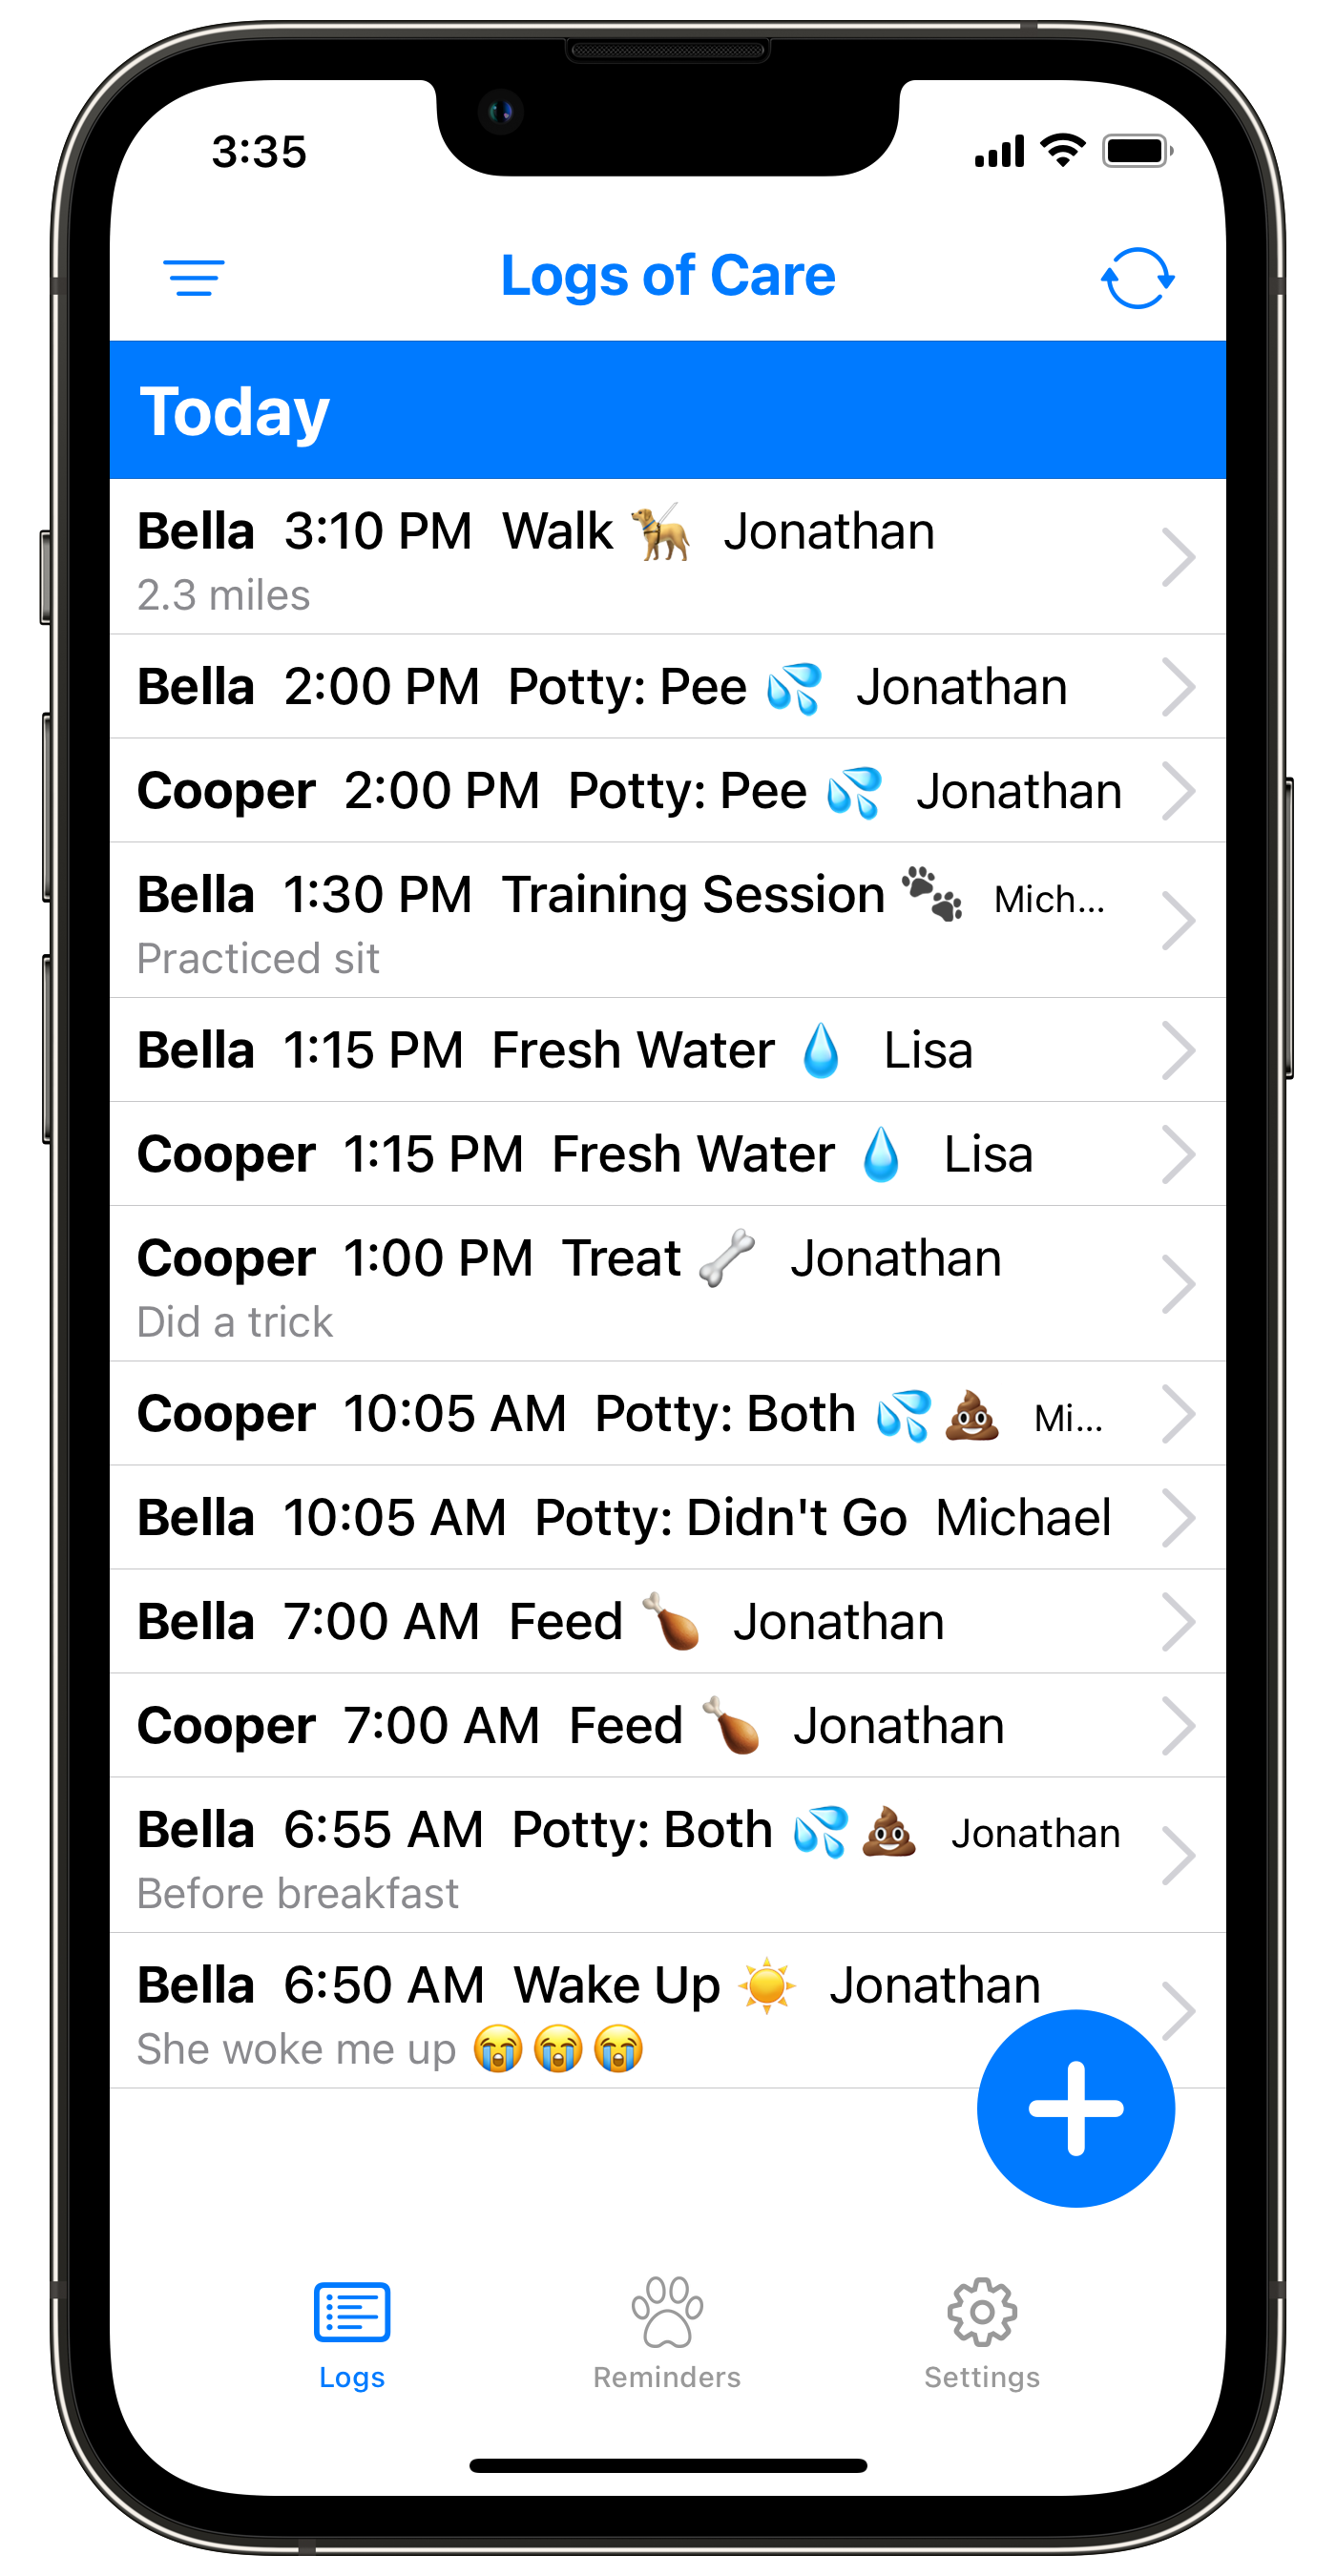 3:35
Logs of Care
Today
Bella 3:10 PM Walk 🦮 Jonathan
2.3 miles
Bella 2:00 PM Potty: Pee 💦 Jonathan
Cooper 2:00 PM Potty: Pee 💦 Jonathan
Bella 1:30 PM Training Session 🐾 Mich...
Practiced sit
Bella 1:15 PM Fresh Water 💧 Lisa
Cooper 1:15 PM Fresh Water 💧 Lisa
Cooper 1:00 PM Treat 🦴 Jonathan
Did a trick
Cooper 10:05 AM Potty: Both 💦💩 Mi...
Bella 10:05 AM Potty: Didn't Go Michael
Bella 7:00 AM Feed 🍗 Jonathan
Cooper 7:00 AM Feed 🍗 Jonathan
Bella 6:55 AM Potty: Both 💦💩 Jonathan
Before breakfast
Bella 6:50 AM Wake Up ☀️ Jonathan
She woke me up 😭😭😭
Logs Reminders Settings